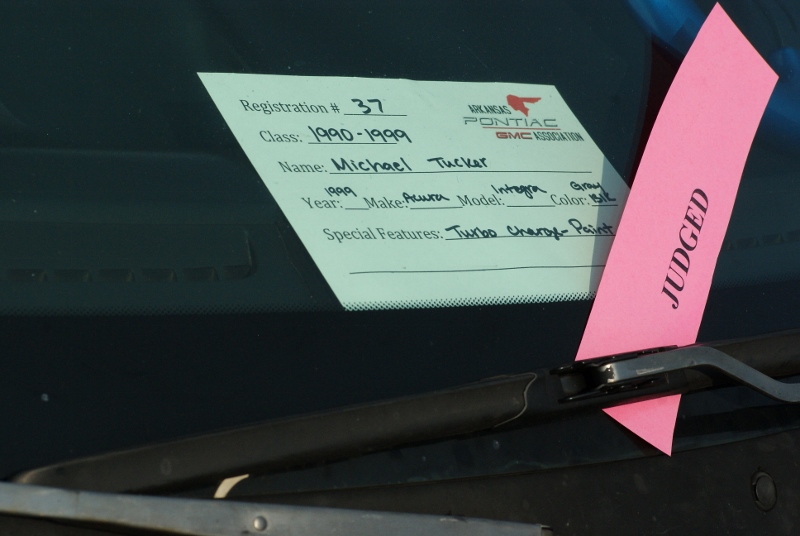 Registration # 37
ARKANSAS
PONTIAC
GMC ASSOCIATION
Class: 1990-1999
Name: Michael Tucker
Year: 1999 Make: Acura Model: Integra Color: Gray BLK
Special Features: Turbo Charge-Paint
JUDGED